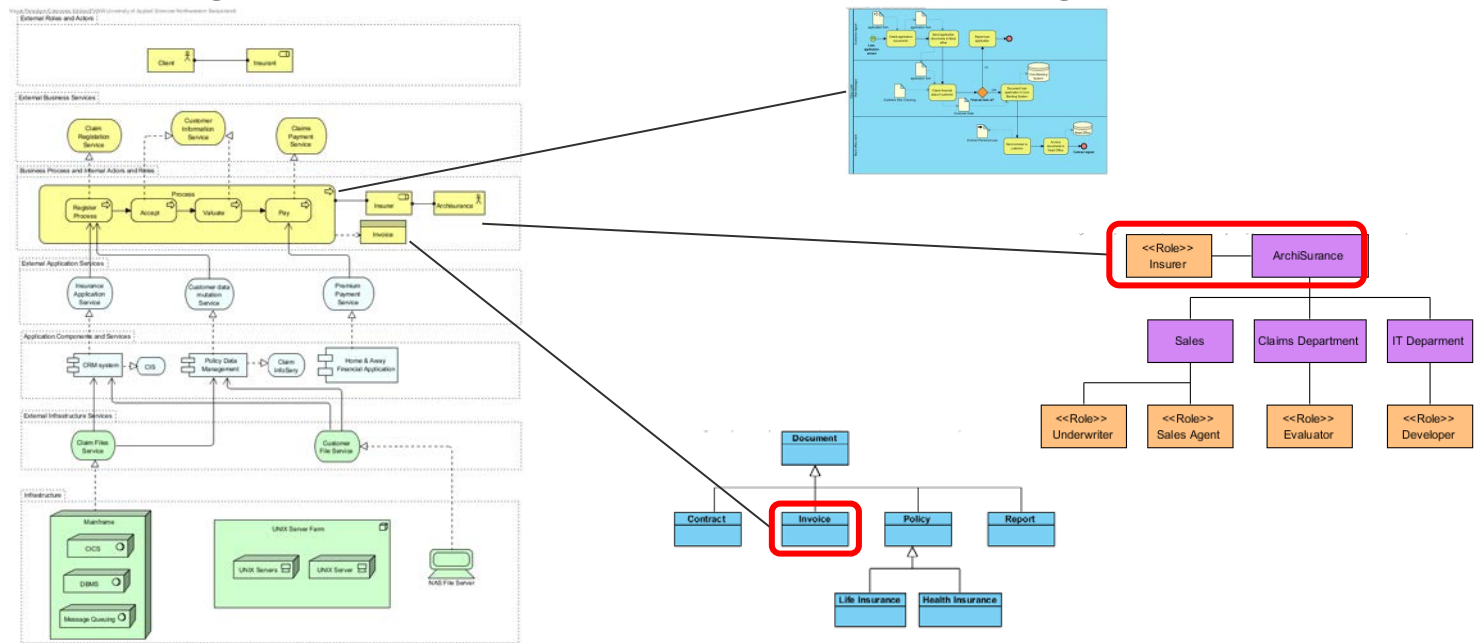 External Roles and Actors
Client
Insurant
External Business Services
Claim
Registation
Service
Customer
Information
Service
Claims
Payment
Service
Business Process and Internal Actors and Roles
Process
Register
Process
Accept
Valuate
Pay
Insurer
Archisurance
Invoice
External Application Services
Insurance
Application
Service
Customer data
mutation
Service
Premium
Payment
Service
Application Components and Services
CRM system
CIS
Policy Data
Management
Claim
InfoServ
Home & Away
Financial Application
External Infrastructure Services
Claim Files
Service
Customer
File Service
Infrastructure
Mainframe
CICS
DBMS
Message Queuing
UNIX Server Farm
UNIX Servers
UNIX Server
NAS File Server
<<Role>>
Insurer
ArchiSurance
Sales
Claims Department
IT Deparment
<<Role>>
Underwriter
<<Role>>
Sales Agent
<<Role>>
Evaluator
<<Role>>
Developer
Document
Contract
Invoice
Policy
Report
Life Insurance
Health Insurance